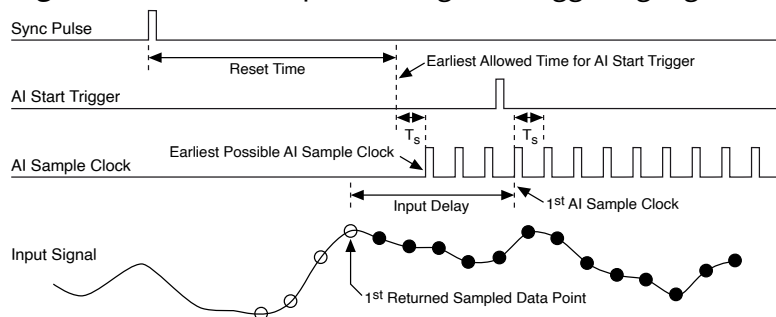 Sync Pulse
Reset Time
Earliest Allowed Time for AI Start Trigger
AI Start Trigger
Ts
Ts
Earliest Possible AI Sample Clock
AI Sample Clock
Input Delay
1st AI Sample Clock
Input Signal
1st Returned Sampled Data Point